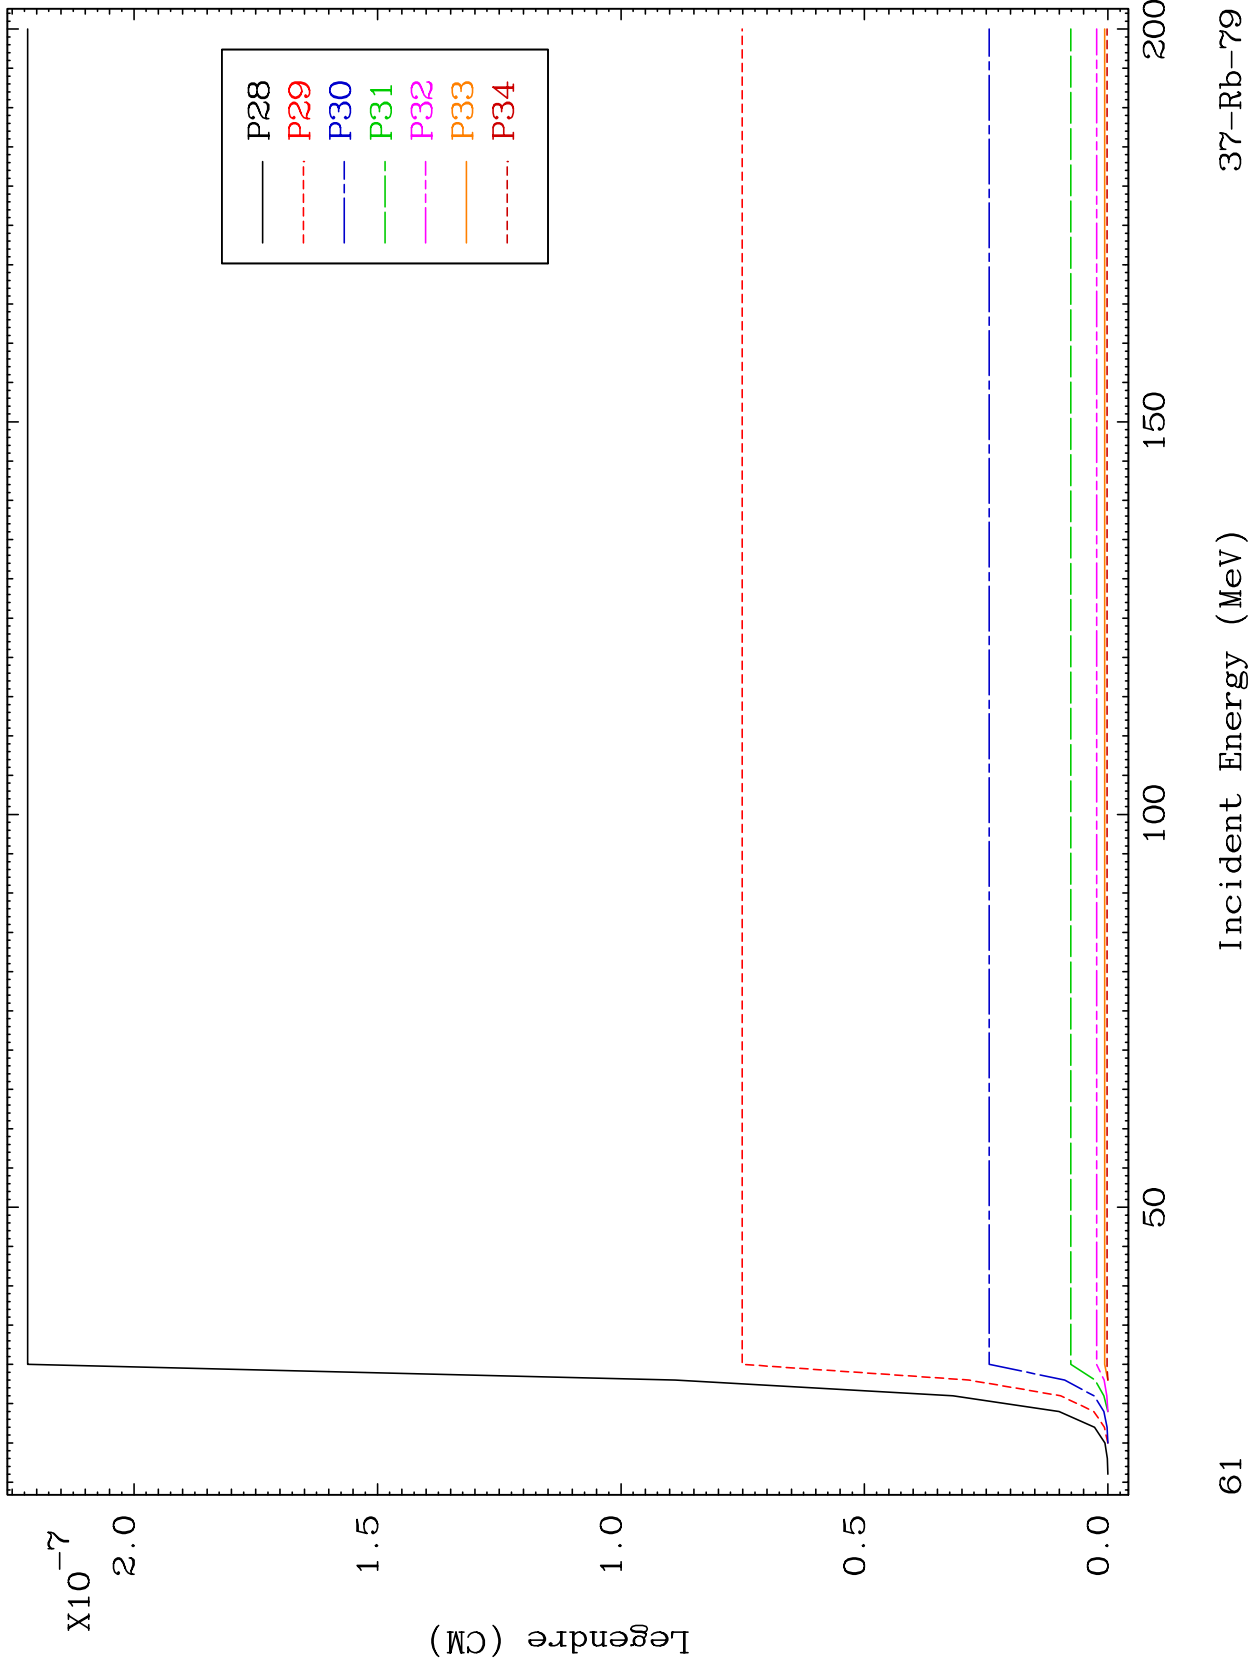 X10-7
2.0
1.5
1.0
0.5
0.0
Legendre (CM)
P28
P29
P30
P31
P32
P33
P34
50
100
150
200
Incident Energy (MeV)
61
37-Rb-79